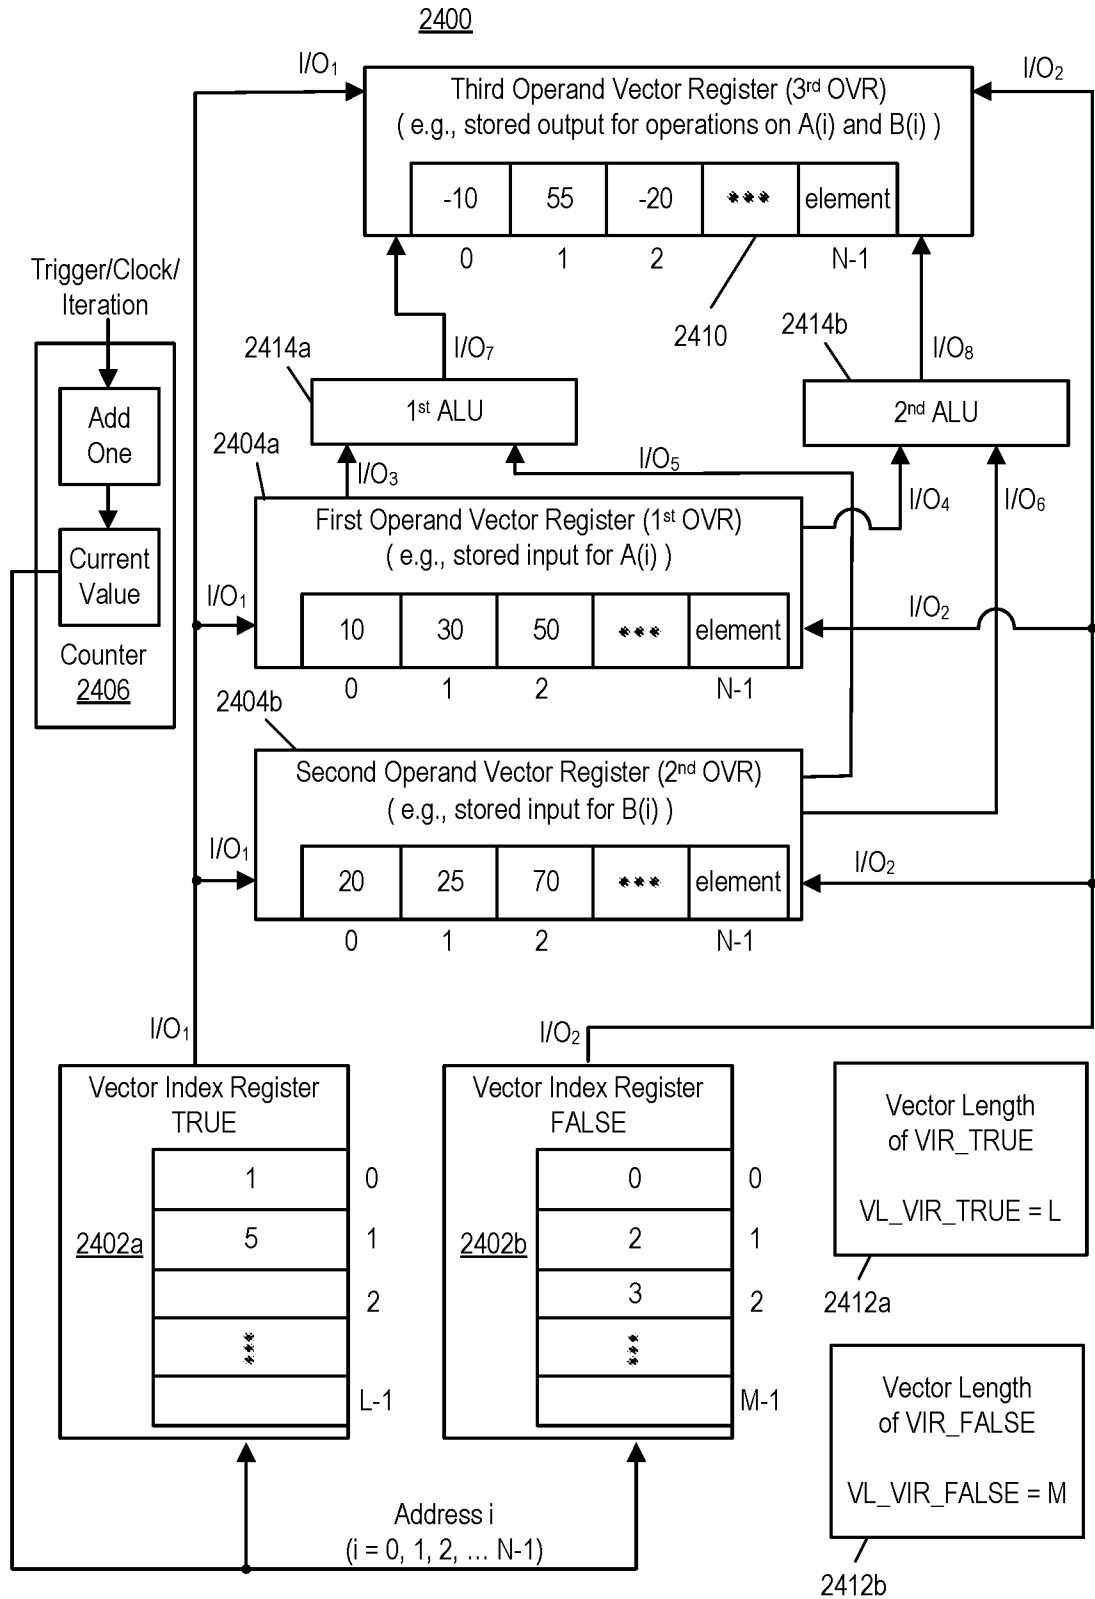 2400
I/O1
I/O2
Third Operand Vector Register (3rd OVR)
( e.g., stored output for operations on A(i) and B(i) )
-10 55 -20 *** element
0 1 2 N-1
2410
Trigger/Clock/
Iteration
Add
One
Current
Value
Counter
2406
2414a
I/O7
1st ALU
2414b
I/O8
2nd ALU
2404a
I/O3
I/O5
I/O4
I/O6
First Operand Vector Register (1st OVR)
( e.g., stored input for A(i) )
I/O1
I/O2
10 30 50 *** element
0 1 2 N-1
2404b
Second Operand Vector Register (2nd OVR)
( e.g., stored input for B(i) )
I/O1
I/O2
20 25 70 *** element
0 1 2 N-1
I/O1
I/O2
Vector Index Register
TRUE
1 0
2402a 5 1
2
***
L-1
Vector Index Register
FALSE
0 0
2402b 2 1
3 2
***
M-1
Vector Length
of VIR_TRUE
VL_VIR_TRUE = L
2412a
Vector Length
of VIR_FALSE
VL_VIR_FALSE = M
2412b
Address i
(i = 0, 1, 2, ... N-1)